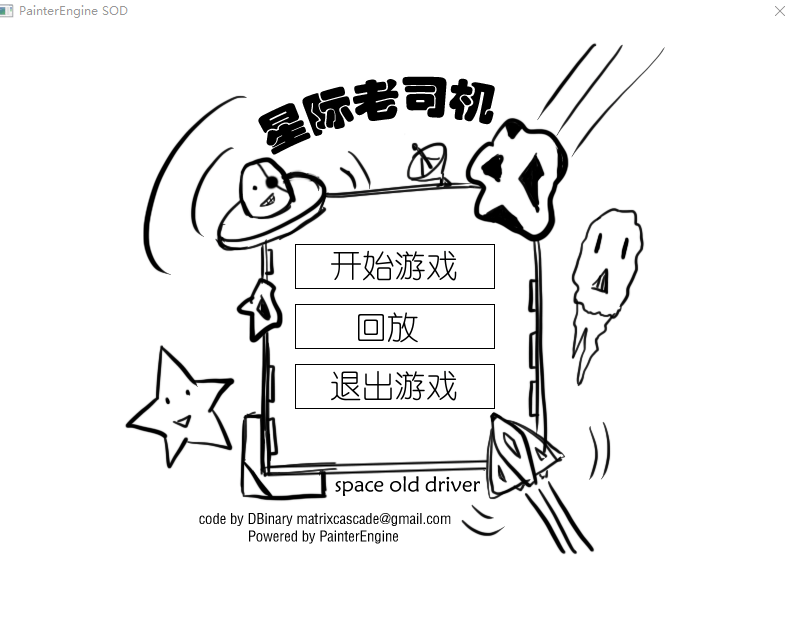 PainterEngine SOD
星际老司机
开始游戏
回放
退出游戏
space old driver
code by DBinary matrixcascade@gmail.com
Powered by PainterEngine